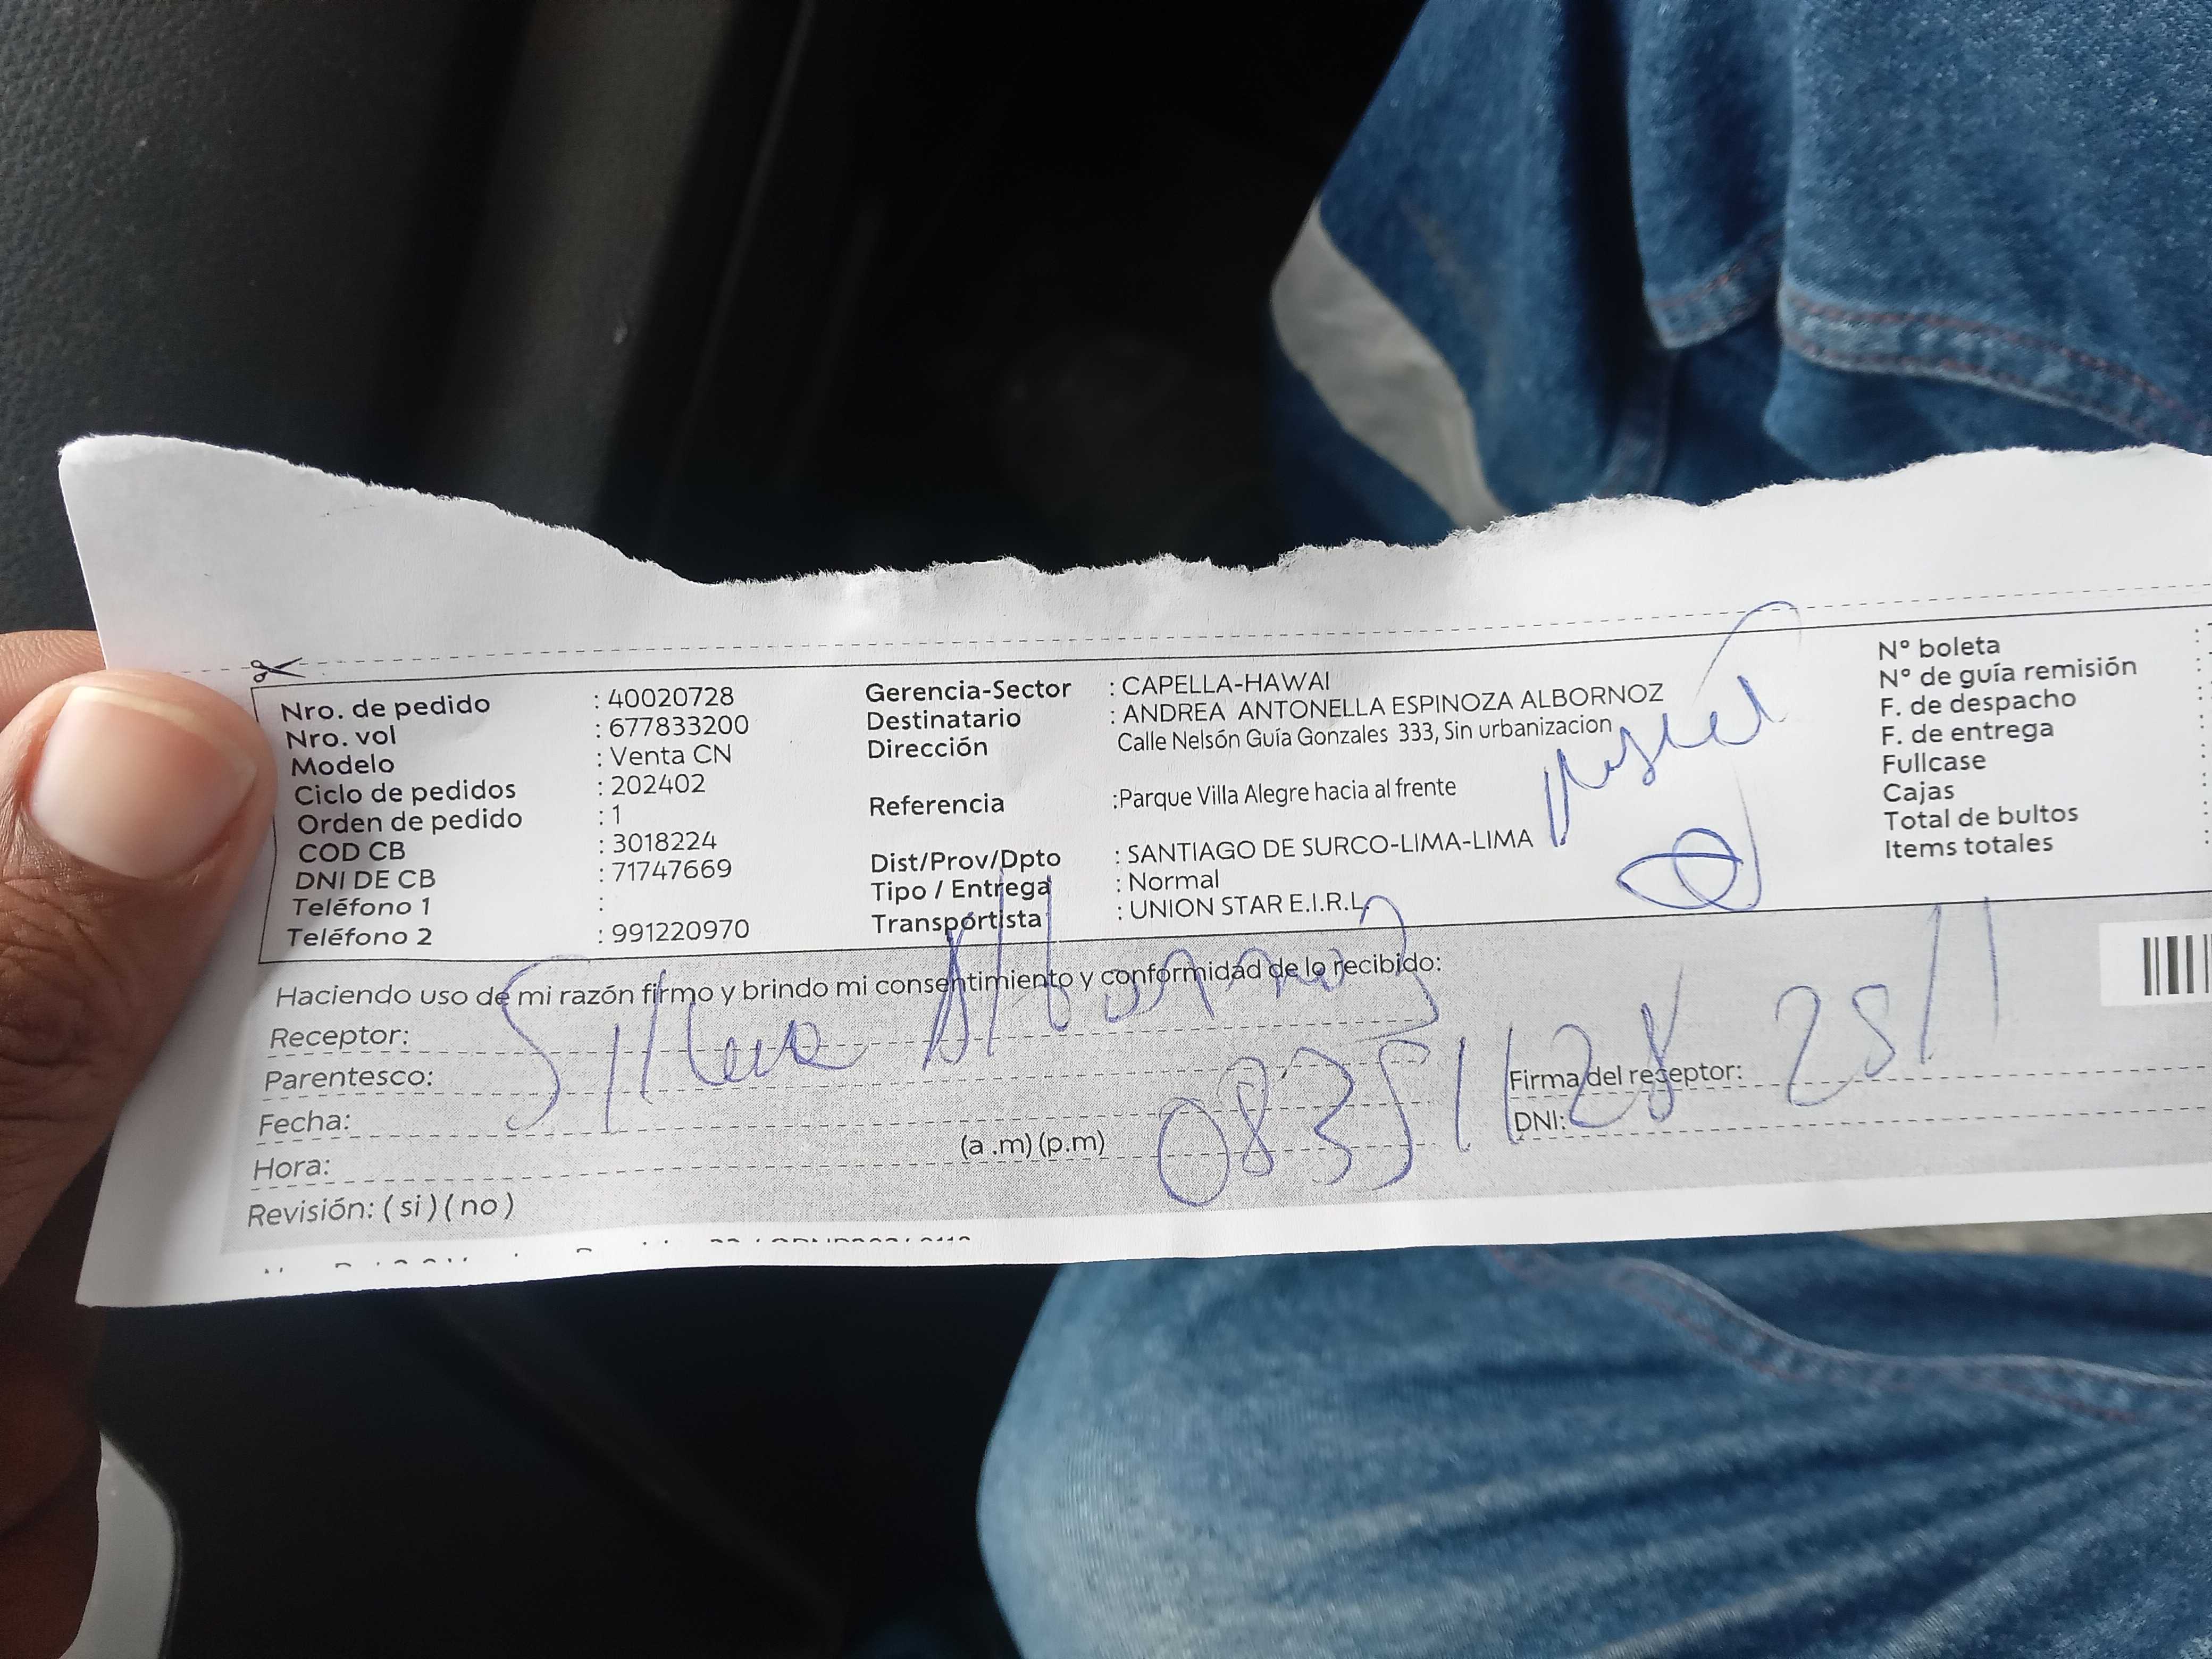 Nro. de pedido : 40020728
Nro. vol : 677833200
Modelo : Venta CN
Ciclo de pedidos : 202402
Orden de pedido : 1
COD CB : 3018224
DNI DE CB : 71747669
Teléfono 1 :
Teléfono 2 : 991220970
Gerencia-Sector : CAPELLA-HAWAI
Destinatario : ANDREA ANTONELLA ESPINOZA ALBORNOZ
Dirección Calle Nelsón Guía Gonzales 333, Sin urbanizacion
Referencia :Parque Villa Alegre hacia al frente
Dist/Prov/Dpto : SANTIAGO DE SURCO-LIMA-LIMA
Tipo / Entrega : Normal
Transportista : UNION STAR E.I.R.L.
N° boleta :
N° de guía remisión :
F. de despacho :
F. de entrega :
Fullcase :
Cajas :
Total de bultos :
Items totales :
Haciendo uso de mi razón firmo y brindo mi consentimiento y conformidad de lo recibido:
Receptor:
Albornoz
Parentesco:
Fecha:
Hora: (a .m) (p.m)
Revisión: ( si ) ( no )
Firma del receptor:
DNI: